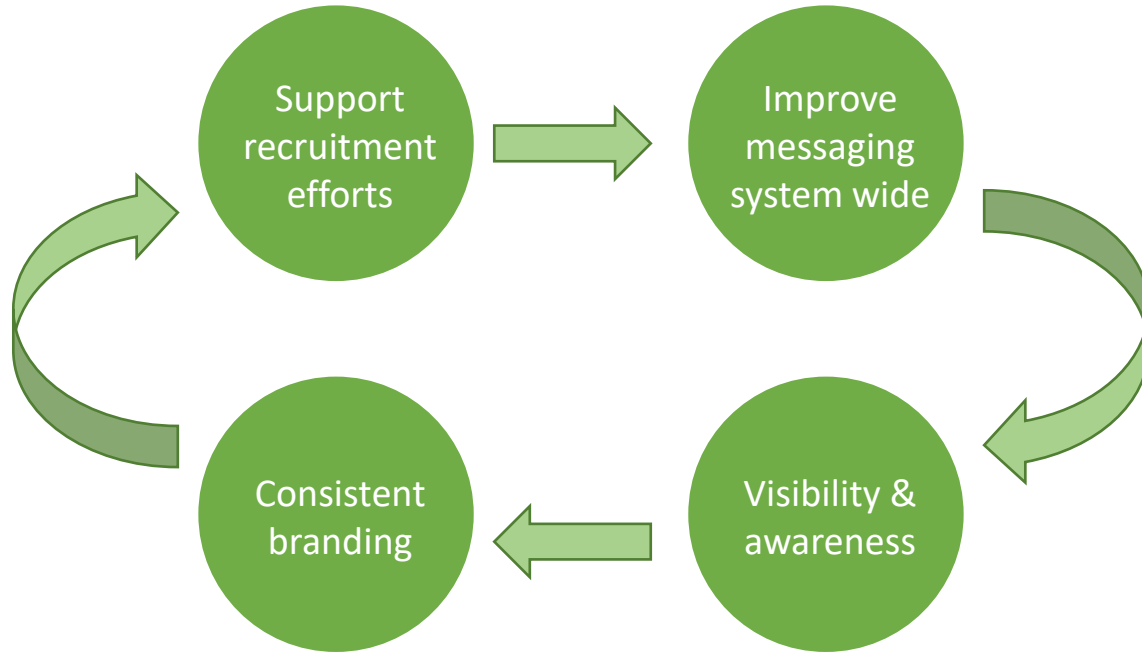 Support
recruitment
efforts
Improve
messaging
system wide
Visibility &
awareness
Consistent
branding